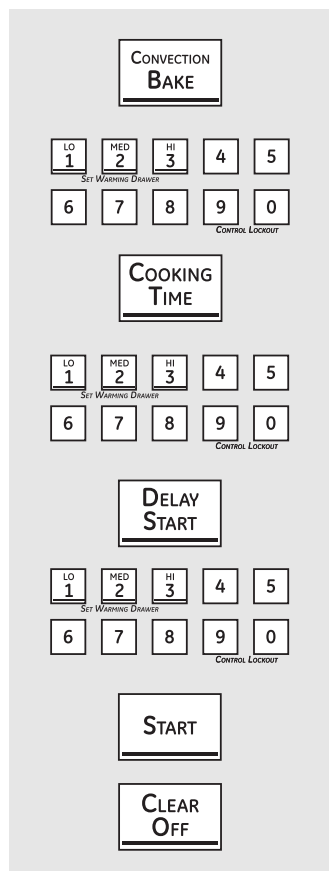 CONVECTION
BAKE
LO MED HI
1 2 3 4 5
SET WARMING DRAWER
6 7 8 9 0
CONTROL LOCKOUT
COOKING
TIME
LO MED HI
1 2 3 4 5
SET WARMING DRAWER
6 7 8 9 0
CONTROL LOCKOUT
DELAY
START
LO MED HI
1 2 3 4 5
SET WARMING DRAWER
6 7 8 9 0
CONTROL LOCKOUT
START
CLEAR
OFF